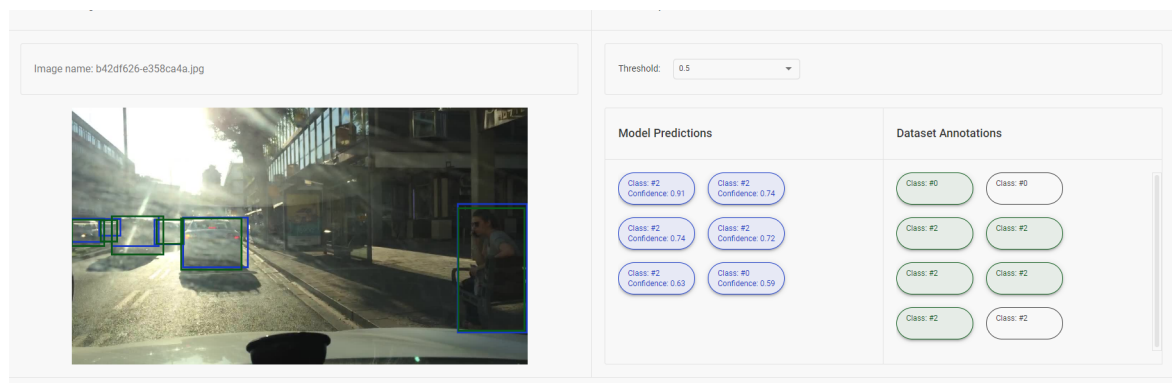 Image name: b42df626-e358ca4a.jpg
Threshold:
0.5
Model Predictions
Dataset Annotations
Class: #2
Confidence: 0.91
Class: #2
Confidence: 0.74
Class: #2
Confidence: 0.74
Class: #2
Confidence: 0.72
Class: #2
Confidence: 0.63
Class: #0
Confidence: 0.59
Class: #0
Class: #0
Class: #2
Class: #2
Class: #2
Class: #2
Class: #2
Class: #2